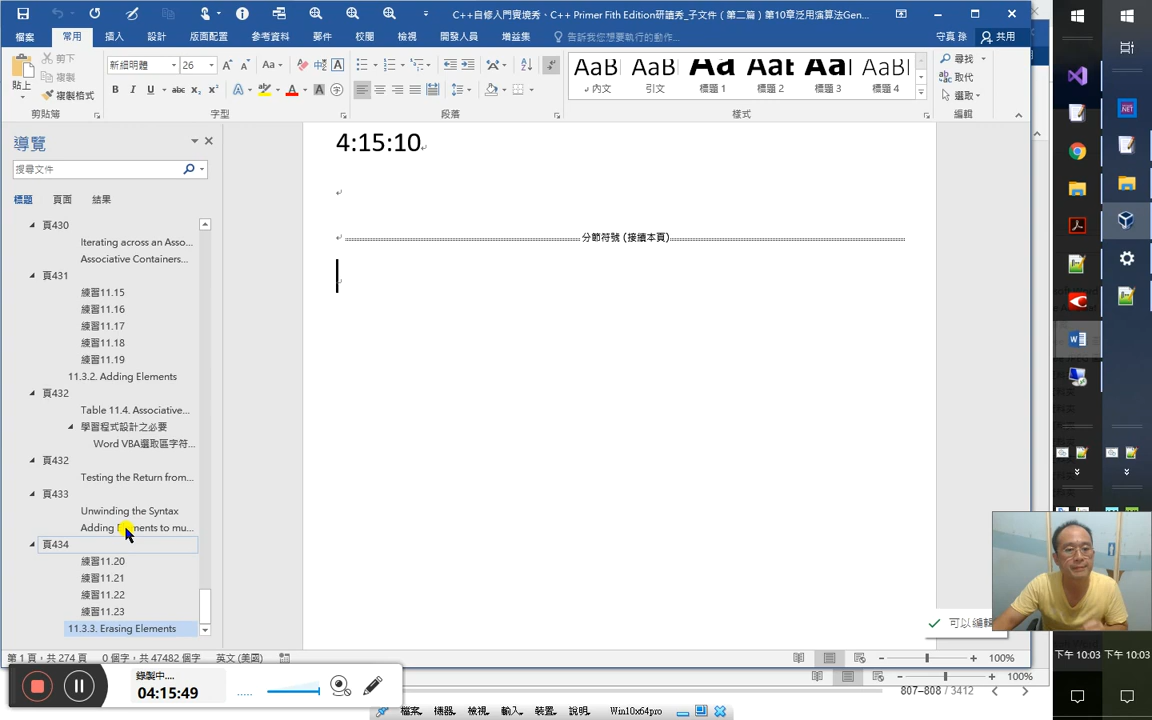 C++自修人門實境秀、C++ Primer Fith Edition研讀秀_子文件（第二篇）第10章泛用演算法Gen...
檔案 常用 插入 設計 版面配置 參考資料 郵件 校閱 檢視 開發人員 增益集 告訴我您想要執行的動作... 守真 孫 共用
貼上 剪下 複製 複製格式
新細明體 26
AaBl AaB Aa AaBt AaBl AaBl
內文 引文 標題 1 標題 2 標題 3 標題 4
尋找 取代 選取
剪貼簿 字型 段落 樣式 編輯
導覽
搜尋文件
標題 頁面 結果
頁430
Iterating across an Asso...
Associative Containers...
頁431
練習11.15
練習11.16
練習11.17
練習11.18
練習11.19
11.3.2. Adding Elements
頁432
Table 11.4. Associative...
學習程式設計之必要
Word VBA選取區字符...
頁432
Testing the Return from...
頁433
Unwinding the Syntax
Adding Elements to mu...
頁434
練習11.20
練習11.21
練習11.22
練習11.23
11.3.3. Erasing Elements
4:15:10
分節符號 (接續本頁)
可以編輯
第 1 頁，共 274 頁 0 個字，共 47482 個字 英文 (美國) 100%
100%
807–808 / 3412
錄製中....
04:15:49
檔案 機器 檢視 輸入 裝置 說明 Win10x64pro
下午 10:03 下午 10:03